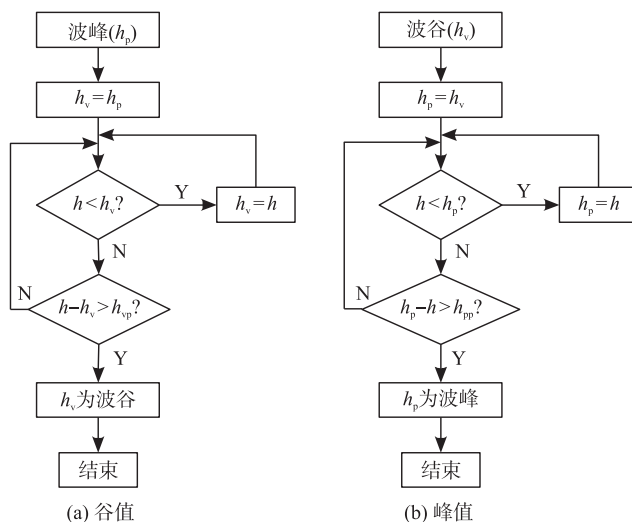 波峰(hp)
hv=hp
h<hv?
Y
hv=h
N
N
h−hv>hvp?
Y
hv为波谷
结束
(a) 谷值
波谷(hv)
hp=hv
h<hp?
Y
hp=h
N
N
hp−h>hpp?
Y
hp为波峰
结束
(b) 峰值